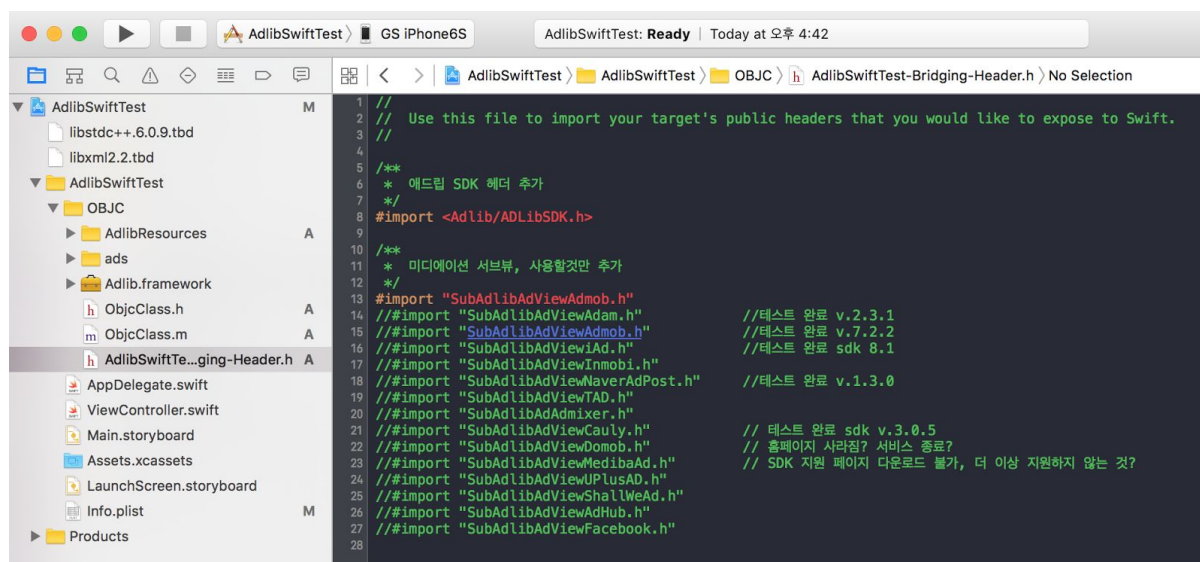 AdlibSwiftTest 〉 GS iPhone6S
AdlibSwiftTest: Ready | Today at 오후 4:42
AdlibSwiftTest 〉 AdlibSwiftTest 〉 OBJC 〉 h AdlibSwiftTest-Bridging-Header.h 〉 No Selection
AdlibSwiftTest M
libstdc++.6.0.9.tbd
libxml2.2.tbd
AdlibSwiftTest
OBJC
AdlibResources A
ads
Adlib.framework
h ObjcClass.h A
m ObjcClass.m A
h AdlibSwiftTe...ging-Header.h A
AppDelegate.swift
ViewController.swift
Main.storyboard
Assets.xcassets
LaunchScreen.storyboard
Info.plist M
Products
1 //
2 // Use this file to import your target's public headers that you would like to expose to Swift.
3 //
4
5 /**
6 * 애드립 SDK 헤더 추가
7 */
8 #import <Adlib/ADLibSDK.h>
9
10 /**
11 * 미디에이션 서브뷰, 사용할것만 추가
12 */
13 #import "SubAdlibAdViewAdmob.h"
14 //#import "SubAdlibAdViewAdam.h" //테스트 완료 v.2.3.1
15 //#import "SubAdlibAdViewAdmob.h" //테스트 완료 v.7.2.2
16 //#import "SubAdlibAdViewiAd.h" //테스트 완료 sdk 8.1
17 //#import "SubAdlibAdViewInmobi.h"
18 //#import "SubAdlibAdViewNaverAdPost.h" //테스트 완료 v.1.3.0
19 //#import "SubAdlibAdViewTAD.h"
20 //#import "SubAdlibAdAdmixer.h"
21 //#import "SubAdlibAdViewCauly.h" // 테스트 완료 sdk v.3.0.5
22 //#import "SubAdlibAdViewDomob.h" // 홈페이지 사라짐? 서비스 종료?
23 //#import "SubAdlibAdViewMedibaAd.h" // SDK 지원 페이지 다운로드 불가, 더 이상 지원하지 않는 것?
24 //#import "SubAdlibAdViewUPlusAD.h"
25 //#import "SubAdlibAdViewShallWeAd.h"
26 //#import "SubAdlibAdViewAdHub.h"
27 //#import "SubAdlibAdViewFacebook.h"
28